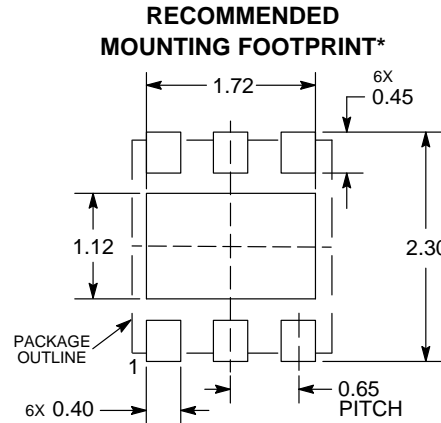 RECOMMENDED
MOUNTING FOOTPRINT*
1.72
6X
0.45
1.12
2.30
PACKAGE
OUTLINE
1
6X 0.40
0.65
PITCH